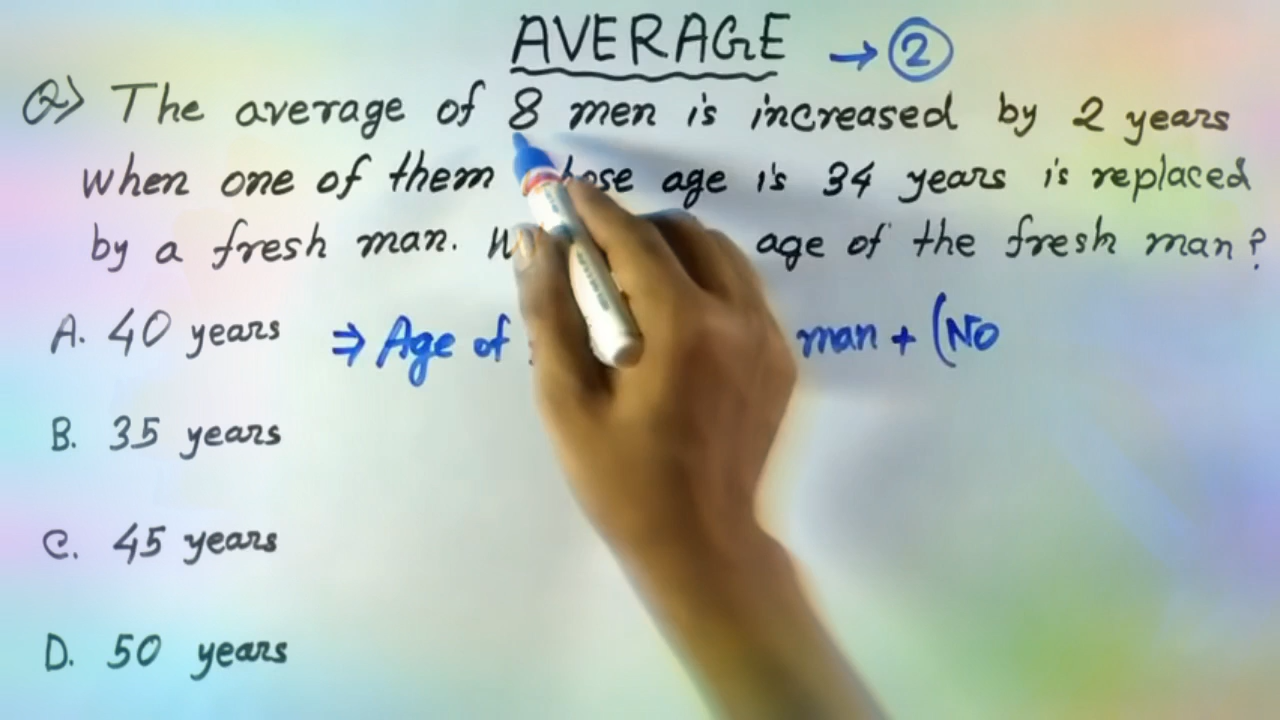 AVERAGE → 2
Q) The average of 8 men is increased by 2 years
when one of them age is 34 years is replaced
by a fresh man. age of the fresh man?
A. 40 years ⇒ Age of man + (No
B. 35 years
C. 45 years
D. 50 years